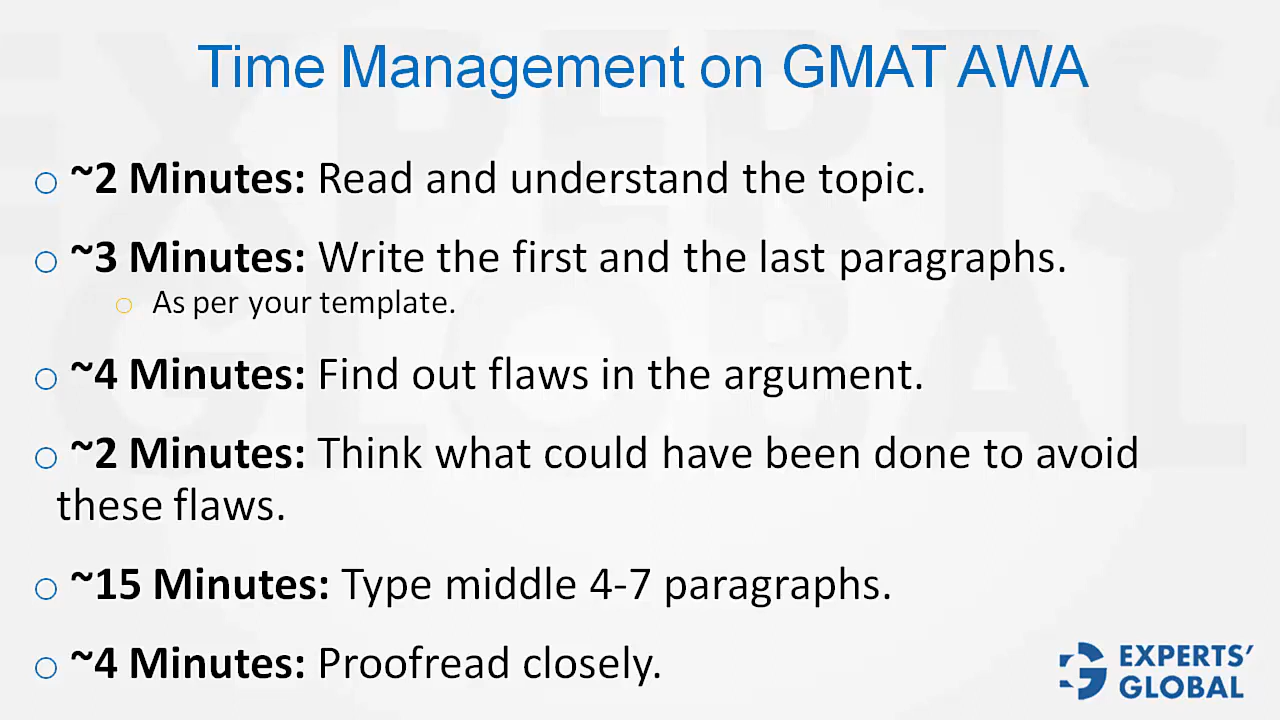 Time Management on GMAT AWA
~2 Minutes: Read and understand the topic.
~3 Minutes: Write the first and the last paragraphs.
As per your template.
~4 Minutes: Find out flaws in the argument.
~2 Minutes: Think what could have been done to avoid
these flaws.
~15 Minutes: Type middle 4-7 paragraphs.
~4 Minutes: Proofread closely.
EXPERTS'
GLOBAL